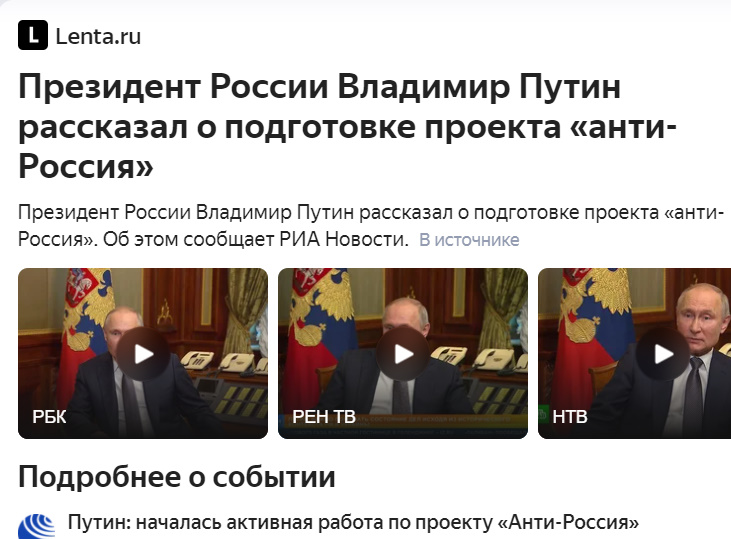 L Lenta.ru
Президент России Владимир Путин
рассказал о подготовке проекта «анти-
Россия»
Президент России Владимир Путин рассказал о подготовке проекта «анти-
Россия». Об этом сообщает РИА Новости. В источнике
РБК
РЕН ТВ
НТВ
Подробнее о событии
Путин: началась активная работа по проекту «Анти-Россия»